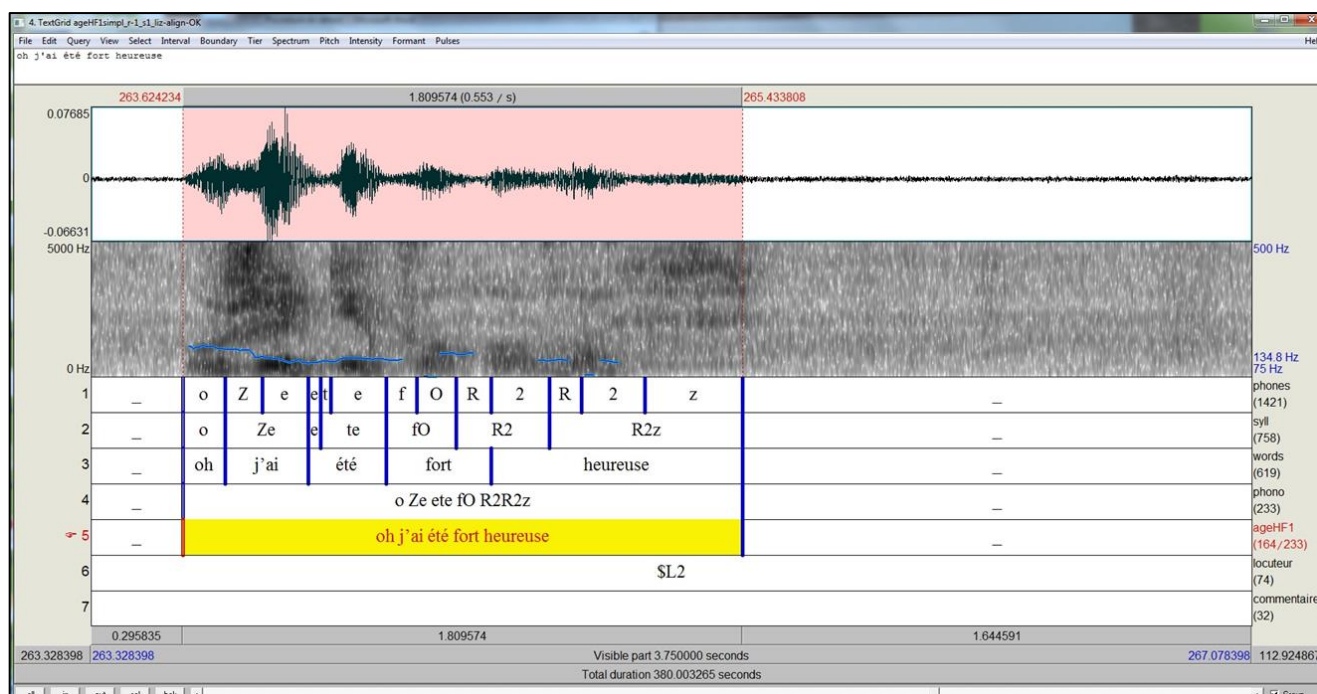 4. TextGrid ageHF1simpl_r-1_s1_liz-align-OK
File Edit Query View Select Interval Boundary Tier Spectrum Pitch Intensity Formant Pulses Hel
oh j'ai été fort heureuse
263.624234 1.809574 (0.553 / s) 265.433808
0.07685
0
-0.06631
5000 Hz 500 Hz
134.8 Hz
0 Hz 75 Hz
1 _ o Z e e t e f O R 2 R 2 z _ phones (1421)
2 _ o Ze e te fO R2 R2z _ syll (758)
3 _ oh j'ai été fort heureuse _ words (619)
4 _ o Ze ete fO R2R2z _ phono (233)
5 _ oh j'ai été fort heureuse _ ageHF1 (164/233)
6 $L2 locuteur (74)
7 commentaire (32)
0.295835 1.809574 1.644591
263.328398 263.328398 Visible part 3.750000 seconds 267.078398 112.924867
Total duration 380.003265 seconds